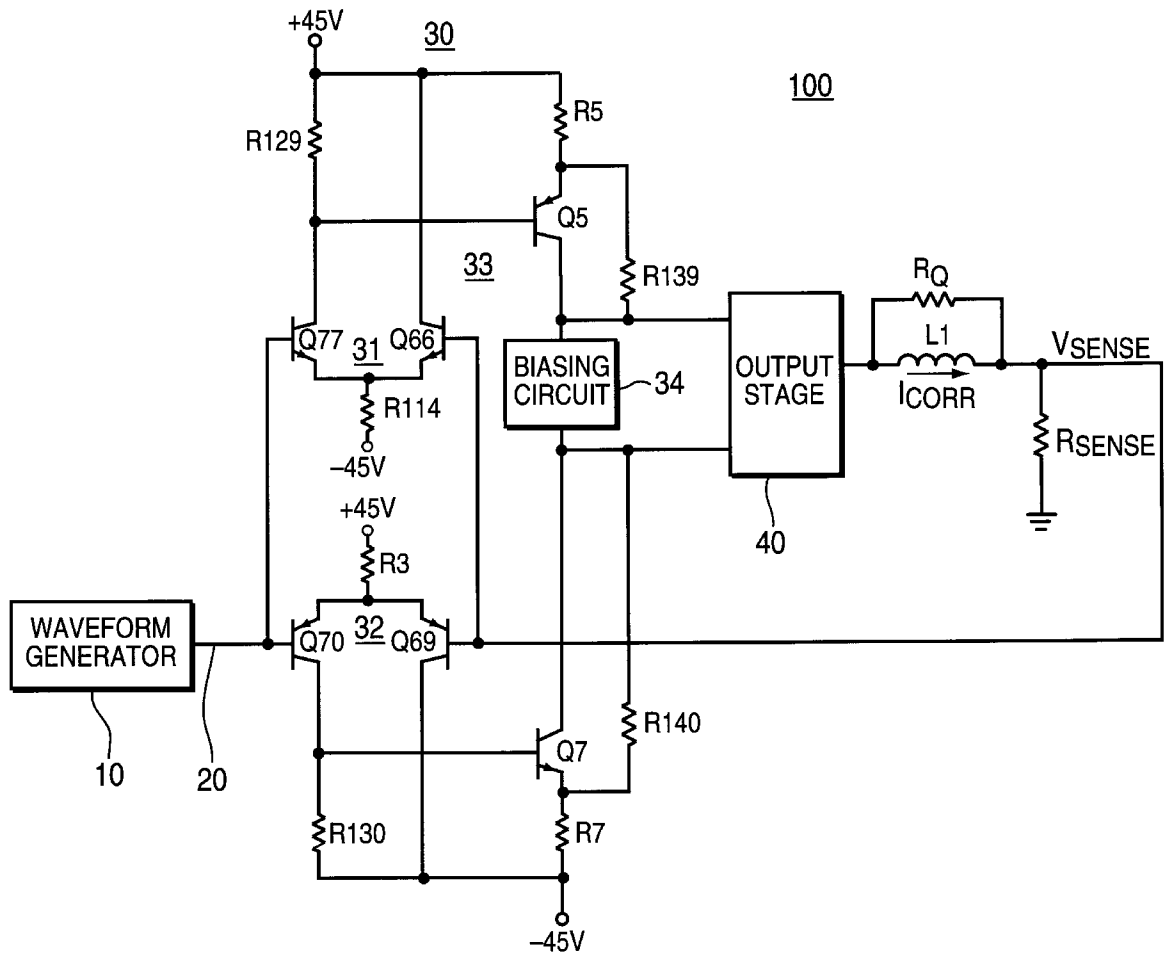 +45V
30
100
R129
R5
Q5
33
R139
Q77
31
Q66
R114
–45V
BIASING
CIRCUIT
34
OUTPUT
STAGE
40
RQ
L1
ICORR
VSENSE
RSENSE
+45V
R3
WAVEFORM
GENERATOR
10
20
Q70
32
Q69
Q7
R140
R130
R7
–45V